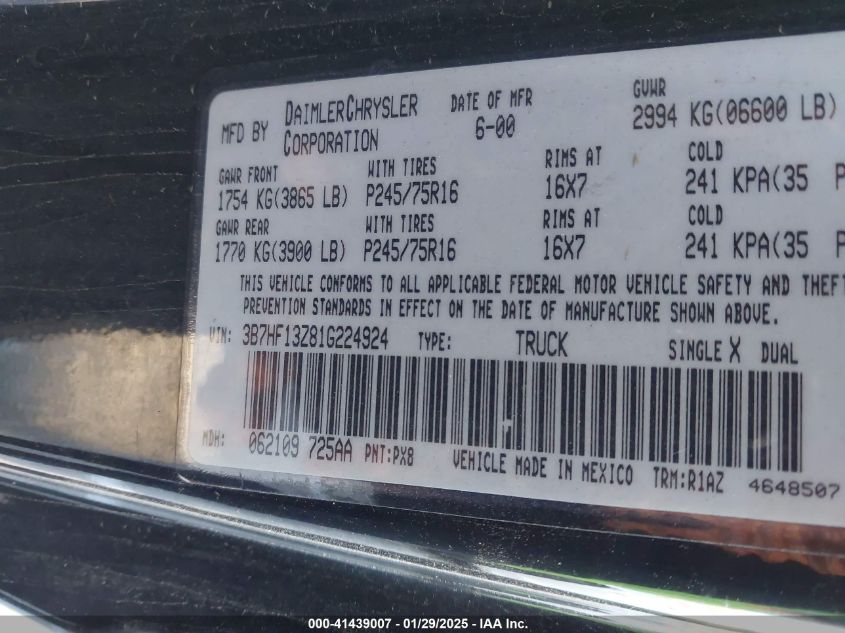 MFD BY DAIMLERCHRYSLER CORPORATION DATE OF MFR 6-00 GVWR 2994 KG(06600 LB)
GAWR FRONT WITH TIRES RIMS AT COLD
1754 KG(3865 LB) P245/75R16 16X7 241 KPA(35 P
GAWR REAR WITH TIRES RIMS AT COLD
1770 KG(3900 LB) P245/75R16 16X7 241 KPA(35 P
THIS VEHICLE CONFORMS TO ALL APPLICABLE FEDERAL MOTOR VEHICLE SAFETY AND THEFT
PREVENTION STANDARDS IN EFFECT ON THE DATE OF MANUFACTURE SHOWN ABOVE.
VIN: 3B7HF13Z81G224924 TYPE: TRUCK SINGLE X DUAL
MDH: 062109 725AA PNT:PX8 VEHICLE MADE IN MEXICO TRM:R1AZ 4648507
000-41439007 - 01/29/2025 - IAA Inc.